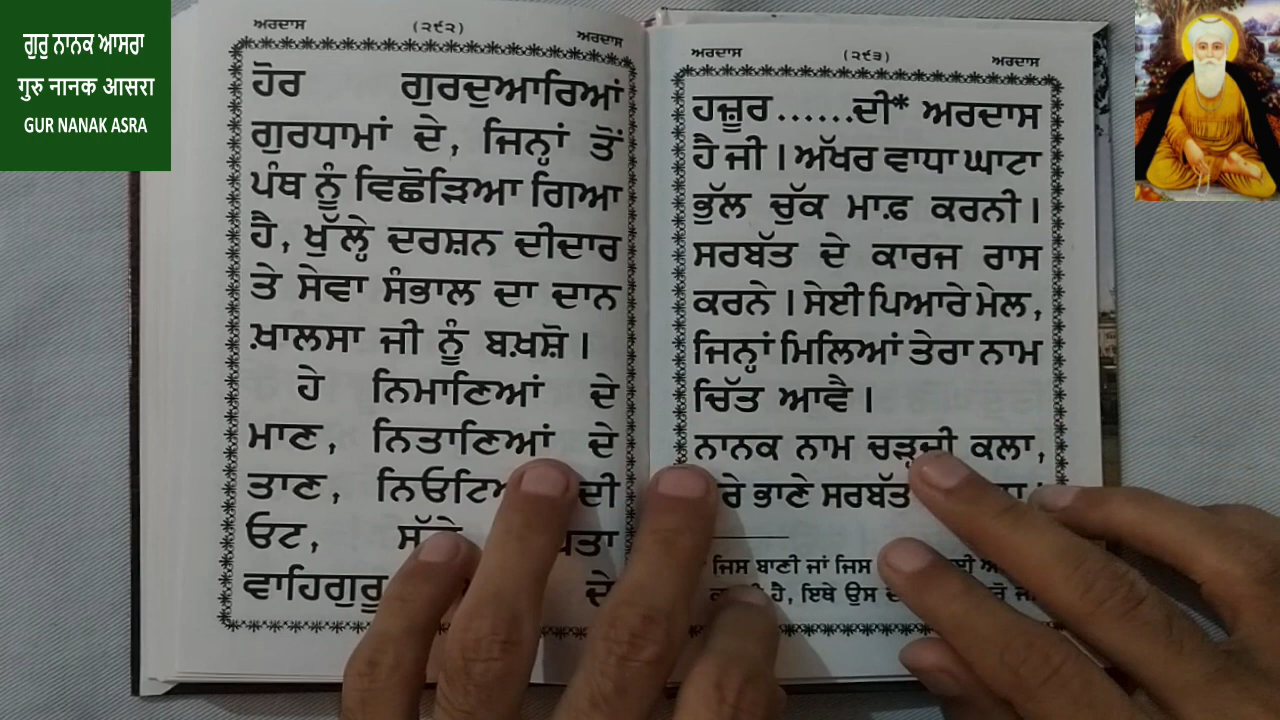 ਗੁਰੂ ਨਾਨਕ ਆਸਰਾ
गुरु नानक आसरा
GUR NANAK ASRA
ਅਰਦਾਸ (੨੯੨) ਅਰਦਾਸ
ਹੋਰ ਗੁਰਦੁਆਰਿਆਂ
ਗੁਰਧਾਮਾਂ ਦੇ, ਜਿਨ੍ਹਾਂ ਤੋਂ
ਪੰਥ ਨੂੰ ਵਿਛੋੜਿਆ ਗਿਆ
ਹੈ, ਖੁੱਲ੍ਹੇ ਦਰਸ਼ਨ ਦੀਦਾਰ
ਤੇ ਸੇਵਾ ਸੰਭਾਲ ਦਾ ਦਾਨ
ਖ਼ਾਲਸਾ ਜੀ ਨੂੰ ਬਖ਼ਸ਼ੋ।
ਹੇ ਨਿਮਾਣਿਆਂ ਦੇ
ਮਾਣ, ਨਿਤਾਣਿਆਂ ਦੇ
ਤਾਣ, ਦੀ
ਓਟ,
ਵਾਹਿਗੁਰੂ ਦੇ
ਅਰਦਾਸ (੨੯੩) ਅਰਦਾਸ
ਹਜ਼ੂਰ......ਦੀ* ਅਰਦਾਸ
ਹੈ ਜੀ। ਅੱਖਰ ਵਾਧਾ ਘਾਟਾ
ਭੁੱਲ ਚੁੱਕ ਮਾਫ਼ ਕਰਨੀ।
ਸਰਬੱਤ ਦੇ ਕਾਰਜ ਰਾਸ
ਕਰਨੇ। ਸੇਈ ਪਿਆਰੇ ਮੇਲ,
ਜਿਨ੍ਹਾਂ ਮਿਲਿਆਂ ਤੇਰਾ ਨਾਮ
ਚਿੱਤ ਆਵੈ।
ਨਾਨਕ ਨਾਮ ਚੜ੍ਹਦੀ ਕਲਾ,
ਭਾਣੇ ਸਰਬੱਤ
ਜਿਸ ਬਾਣੀ ਜਾਂ ਜਿਸ
ਹੈ, ਇਥੇ ਉਸ